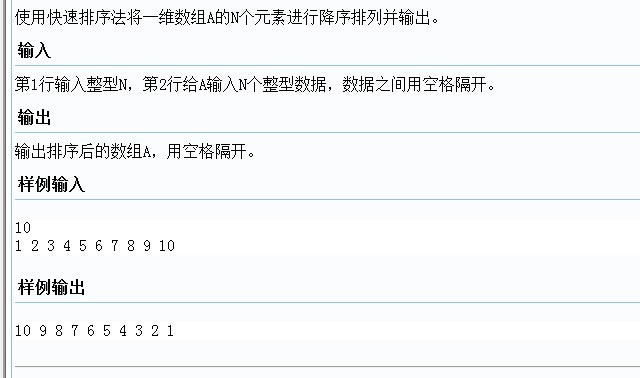 使用快速排序法将一维数组A的N个元素进行降序排列并输出。
输入
第1行输入整型N，第2行给A输入N个整型数据，数据之间用空格隔开。
输出
输出排序后的数组A，用空格隔开。
样例输入
10
1 2 3 4 5 6 7 8 9 10
样例输出
10 9 8 7 6 5 4 3 2 1